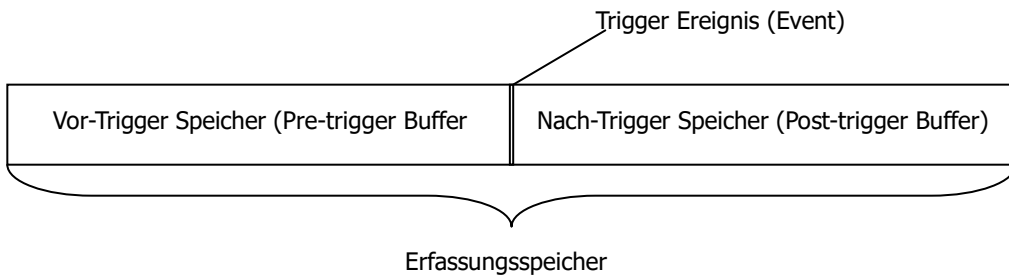 Trigger Ereignis (Event)
Vor-Trigger Speicher (Pre-trigger Buffer
Nach-Trigger Speicher (Post-trigger Buffer)
Erfassungsspeicher